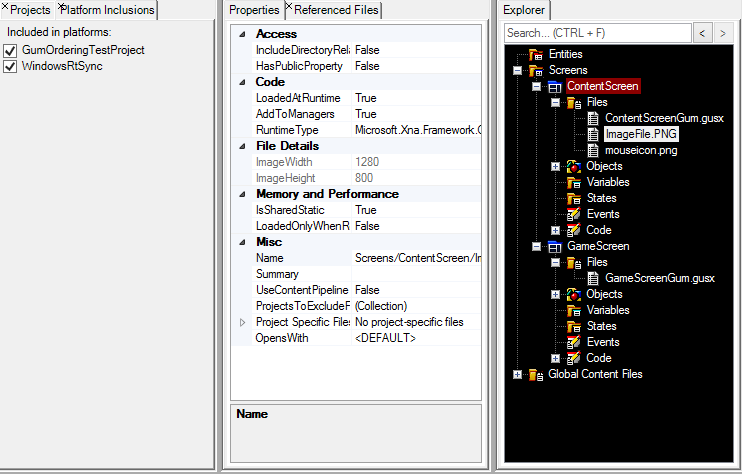 Projects
Platform Inclusions
Included in platforms:
GumOrderingTestProject
WindowsRtSync
Properties
Referenced Files
Access
IncludeDirectoryRela False
HasPublicProperty False
Code
LoadedAtRuntime True
AddToManagers True
RuntimeType Microsoft.Xna.Framework.G
File Details
ImageWidth 1280
ImageHeight 800
Memory and Performance
IsSharedStatic True
LoadedOnlyWhenR False
Misc
Name Screens/ContentScreen/Im
Summary
UseContentPipeline False
ProjectsToExcludeF (Collection)
Project Specific Files No project-specific files
OpensWith <DEFAULT>
Name
Explorer
Search... (CTRL + F)
< >
Entities
Screens
ContentScreen
Files
ContentScreenGum.gusx
ImageFile.PNG
mouseicon.png
Objects
Variables
States
Events
Code
GameScreen
Files
GameScreenGum.gusx
Objects
Variables
States
Events
Code
Global Content Files